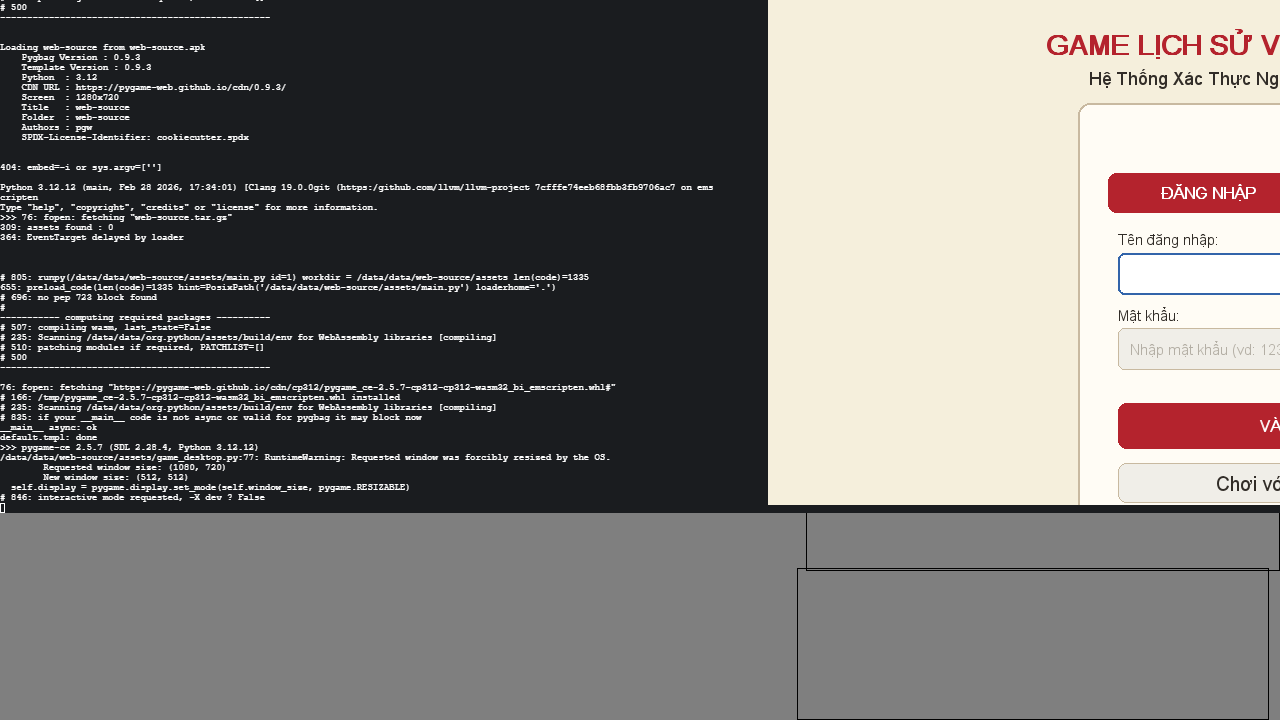 # 500
--------------------------------------------------
Loading web-source from web-source.apk
Pygbag Version : 0.9.3
Template Version : 0.9.3
Python  : 3.12
CDN URL : https://pygame-web.github.io/cdn/0.9.3/
Screen  : 1280x720
Title   : web-source
Folder  : web-source
Authors : pgw
SPDX-License-Identifier: cookiecutter.spdx
404: embed=-i or sys.argv=['']
Python 3.12.12 (main, Feb 28 2026, 17:34:01) [Clang 19.0.0git (https:/github.com/llvm/llvm-project 7cfffe74eeb68fbb3fb9706ac7 on ems
cripten
Type "help", "copyright", "credits" or "license" for more information.
>>> 76: fopen: fetching "web-source.tar.gz"
309: assets found : 0
364: EventTarget delayed by loader
# 805: runpy(/data/data/web-source/assets/main.py id=1) workdir = /data/data/web-source/assets len(code)=1335
655: preload_code(len(code)=1335 hint=PosixPath('/data/data/web-source/assets/main.py') loaderhome='.')
# 696: no pep 723 block found
#
----------- computing required packages ----------
# 507: compiling wasm, last_state=False
# 235: Scanning /data/data/org.python/assets/build/env for WebAssembly libraries [compiling]
# 510: patching modules if required, PATCHLIST=[]
# 500
--------------------------------------------------
76: fopen: fetching "https://pygame-web.github.io/cdn/cp312/pygame_ce-2.5.7-cp312-cp312-wasm32_bi_emscripten.whl#"
# 166: /tmp/pygame_ce-2.5.7-cp312-cp312-wasm32_bi_emscripten.whl installed
# 235: Scanning /data/data/org.python/assets/build/env for WebAssembly libraries [compiling]
# 835: if your __main__ code is not async or valid for pygbag it may block now
__main__ async: ok
default.tmpl: done
>>> pygame-ce 2.5.7 (SDL 2.28.4, Python 3.12.12)
/data/data/web-source/assets/game_desktop.py:77: RuntimeWarning: Requested window was forcibly resized by the OS.
Requested window size: (1080, 720)
New window size: (512, 512)
self.display = pygame.display.set_mode(self.window_size, pygame.RESIZABLE)
# 846: interactive mode requested, -X dev ? False
GAME LỊCH SỬ V
Hệ Thống Xác Thực Ng
ĐĂNG NHẬP
Tên đăng nhập:
Mật khẩu:
Nhập mật khẩu (vd: 123
VÀ
Chơi vớ